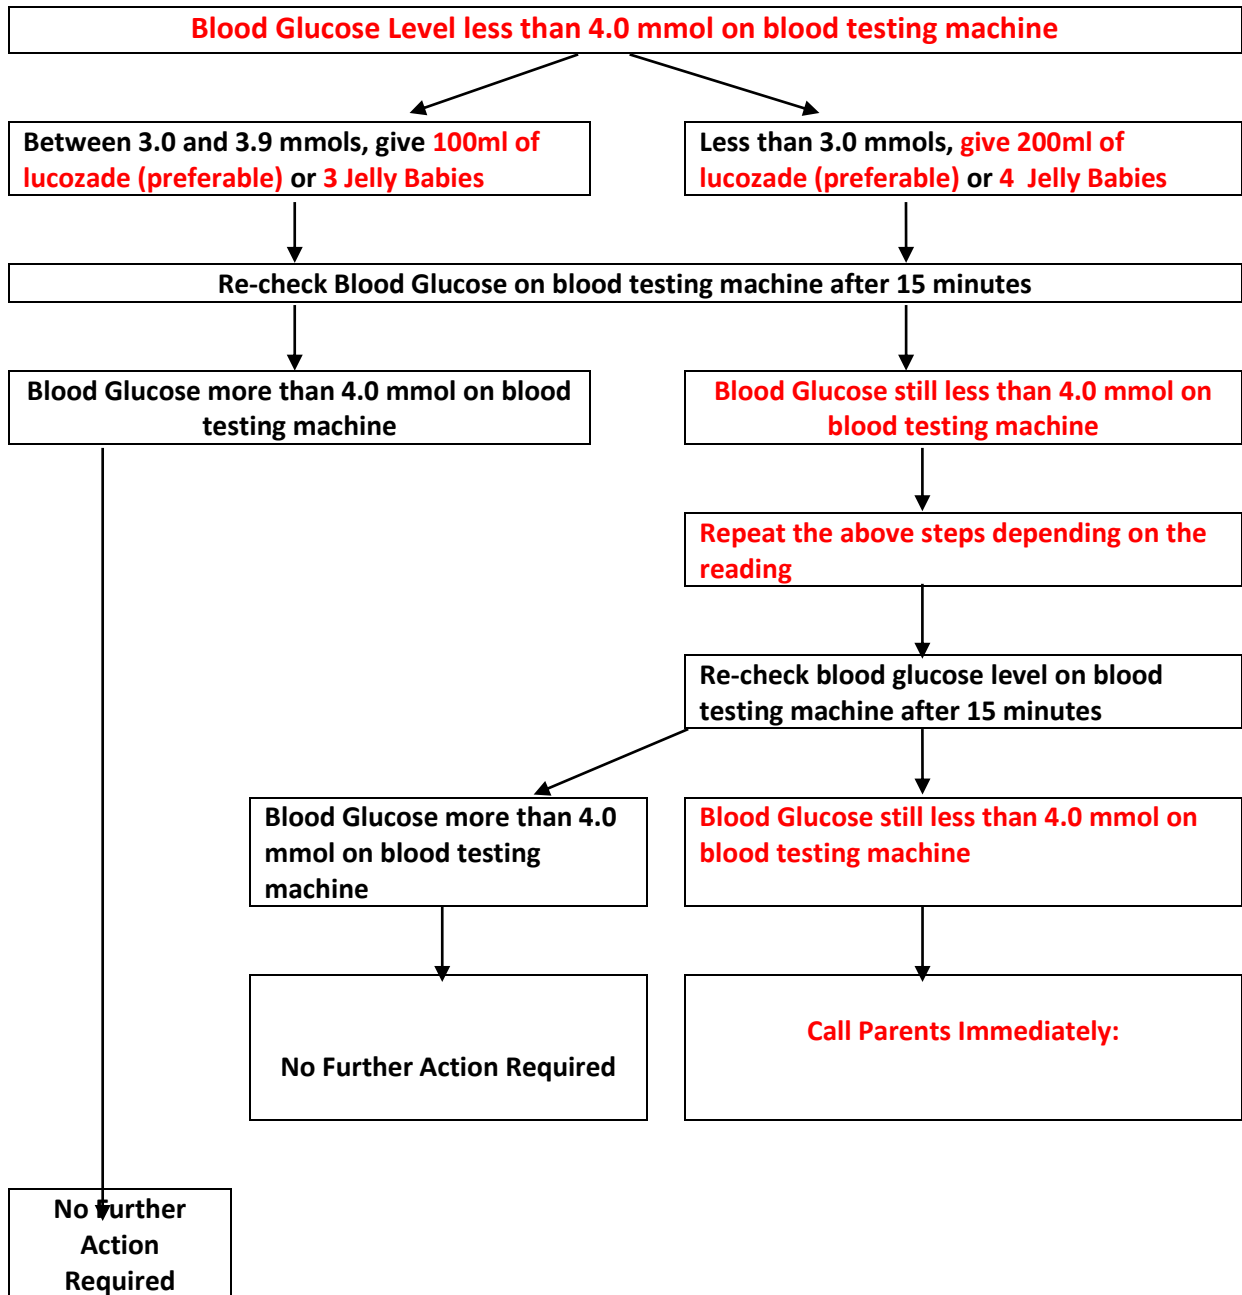 Blood Glucose Level less than 4.0 mmol on blood testing machine
Between 3.0 and 3.9 mmols, give 100ml of
lucozade (preferable) or 3 Jelly Babies
Less than 3.0 mmols, give 200ml of
lucozade (preferable) or 4  Jelly Babies
Re-check Blood Glucose on blood testing machine after 15 minutes
Blood Glucose more than 4.0 mmol on blood
testing machine
Blood Glucose still less than 4.0 mmol on
blood testing machine
Repeat the above steps depending on the
reading
Re-check blood glucose level on blood
testing machine after 15 minutes
Blood Glucose more than 4.0
mmol on blood testing
machine
Blood Glucose still less than 4.0 mmol on
blood testing machine
No Further Action Required
Call Parents Immediately:
No Further
Action
Required